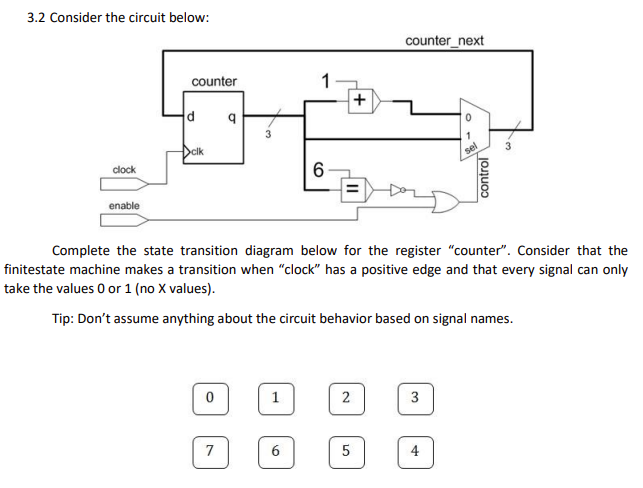 3.2 Consider the circuit below:
counter_next
counter
1
+
d q
0
3
1
sel
3
clk
clock
6
=
control
enable
Complete the state transition diagram below for the register “counter”. Consider that the
finitestate machine makes a transition when “clock” has a positive edge and that every signal can only
take the values 0 or 1 (no X values).
Tip: Don’t assume anything about the circuit behavior based on signal names.
0 1 2 3
7 6 5 4